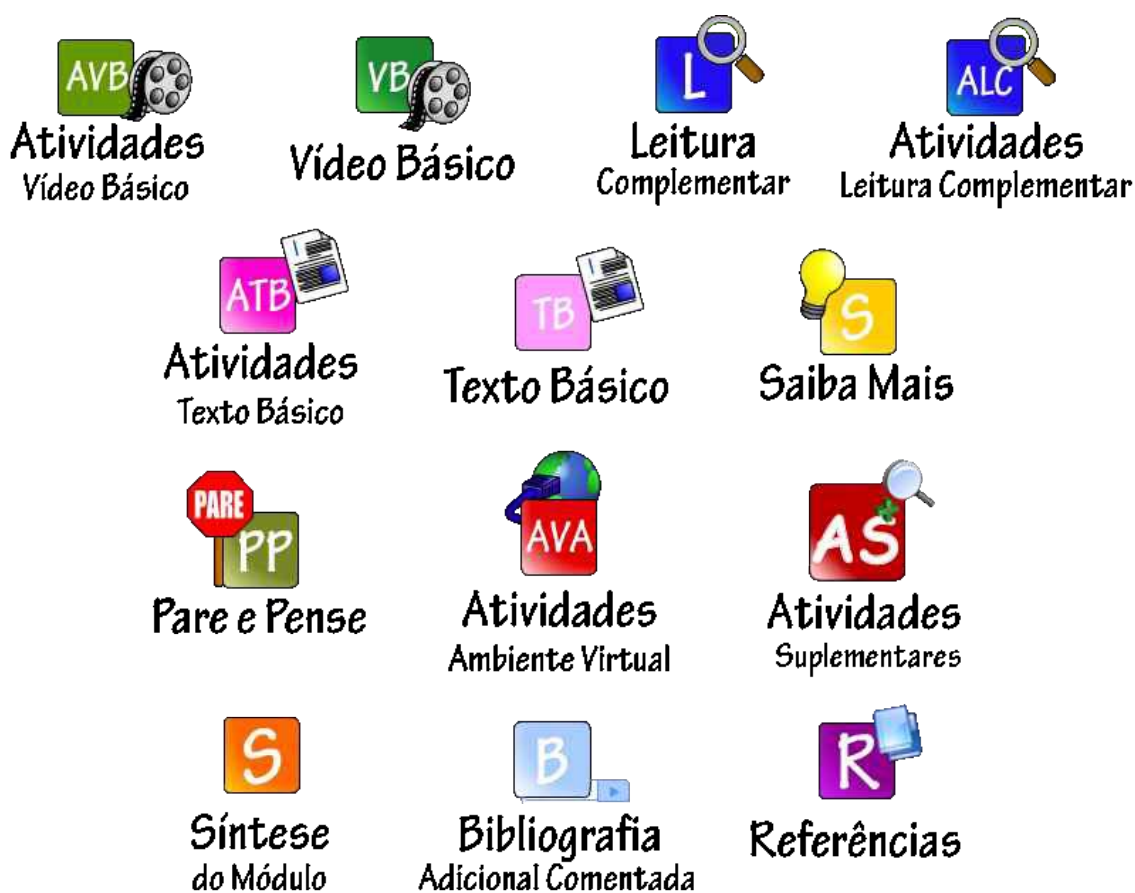 AVB
VB
L
ALC
Atividades
Vídeo Básico
Vídeo Básico
Leitura
Complementar
Atividades
Leitura Complementar
ATB
TB
S
Atividades
Texto Básico
Texto Básico
Saiba Mais
PARE
PP
AVA
AS
Pare e Pense
Atividades
Ambiente Virtual
Atividades
Suplementares
S
B
R
Síntese
do Módulo
Bibliografia
Adicional Comentada
Referências